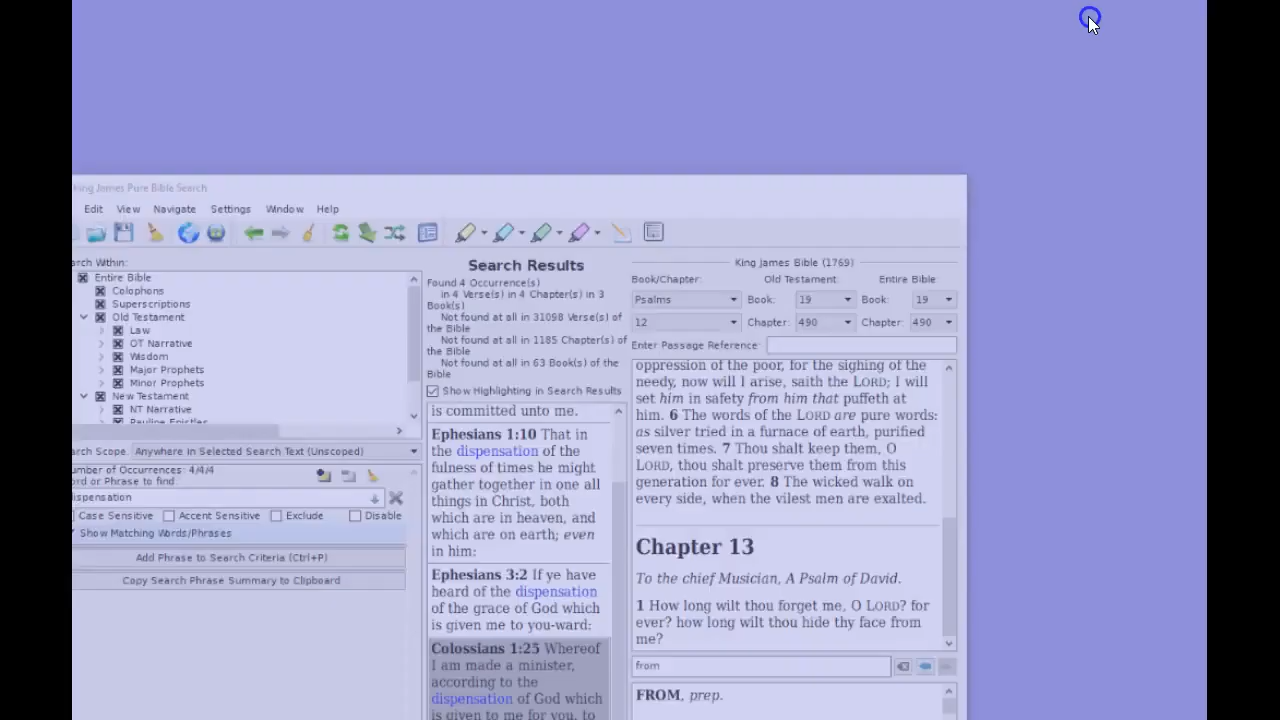 King James Pure Bible Search
Edit View Navigate Settings Window Help
Search Results
King James Bible (1769)
Entire Bible
Colophons
Superscriptions
Old Testament
Law
OT Narrative
Wisdom
Major Prophets
Minor Prophets
New Testament
NT Narrative
Pauline Epistles
Anywhere in Selected Search Text (Unscoped)
umber of Occurrences: 4/4/4
ord or Phrase to find:
dispensation
Case Sensitive Accent Sensitive Exclude Disable
Show Matching Words/Phrases
Add Phrase to Search Criteria (Ctrl+P)
Copy Search Phrase Summary to Clipboard
Found 4 Occurrence(s)
in 4 Verse(s) in 4 Chapter(s) in 3
Book(s)
Not found at all in 31098 Verse(s) of
the Bible
Not found at all in 1185 Chapter(s) of
the Bible
Not found at all in 63 Book(s) of the
Bible
Show Highlighting in Search Results
is committed unto me.
Ephesians 1:10 That in
the dispensation of the
fulness of times he might
gather together in one all
things in Christ, both
which are in heaven, and
which are on earth; even
in him:
Ephesians 3:2 If ye have
heard of the dispensation
of the grace of God which
is given me to you-ward:
Colossians 1:25 Whereof
I am made a minister,
according to the
dispensation of God which
is given to me for you, to
Book/Chapter: Old Testament Entire Bible
Psalms Book: 19 Book: 19
12 Chapter: 490 Chapter: 490
Enter Passage Reference:
oppression of the poor, for the sighing of the
needy, now will I arise, saith the LORD; I will
set him in safety from him that puffeth at
him. 6 The words of the LORD are pure words:
as silver tried in a furnace of earth, purified
seven times. 7 Thou shalt keep them, O
LORD, thou shalt preserve them from this
generation for ever. 8 The wicked walk on
every side, when the vilest men are exalted.
Chapter 13
To the chief Musician, A Psalm of David.
1 How long wilt thou forget me, O LORD? for
ever? how long wilt thou hide thy face from
me?
from
FROM, prep.